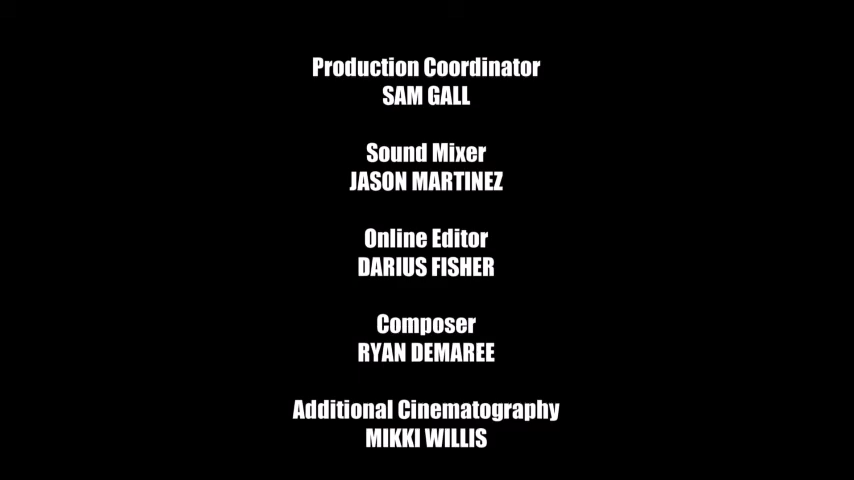 Production Coordinator
SAM GALL
Sound Mixer
JASON MARTINEZ
Online Editor
DARIUS FISHER
Composer
RYAN DEMAREE
Additional Cinematography
MIKKI WILLIS